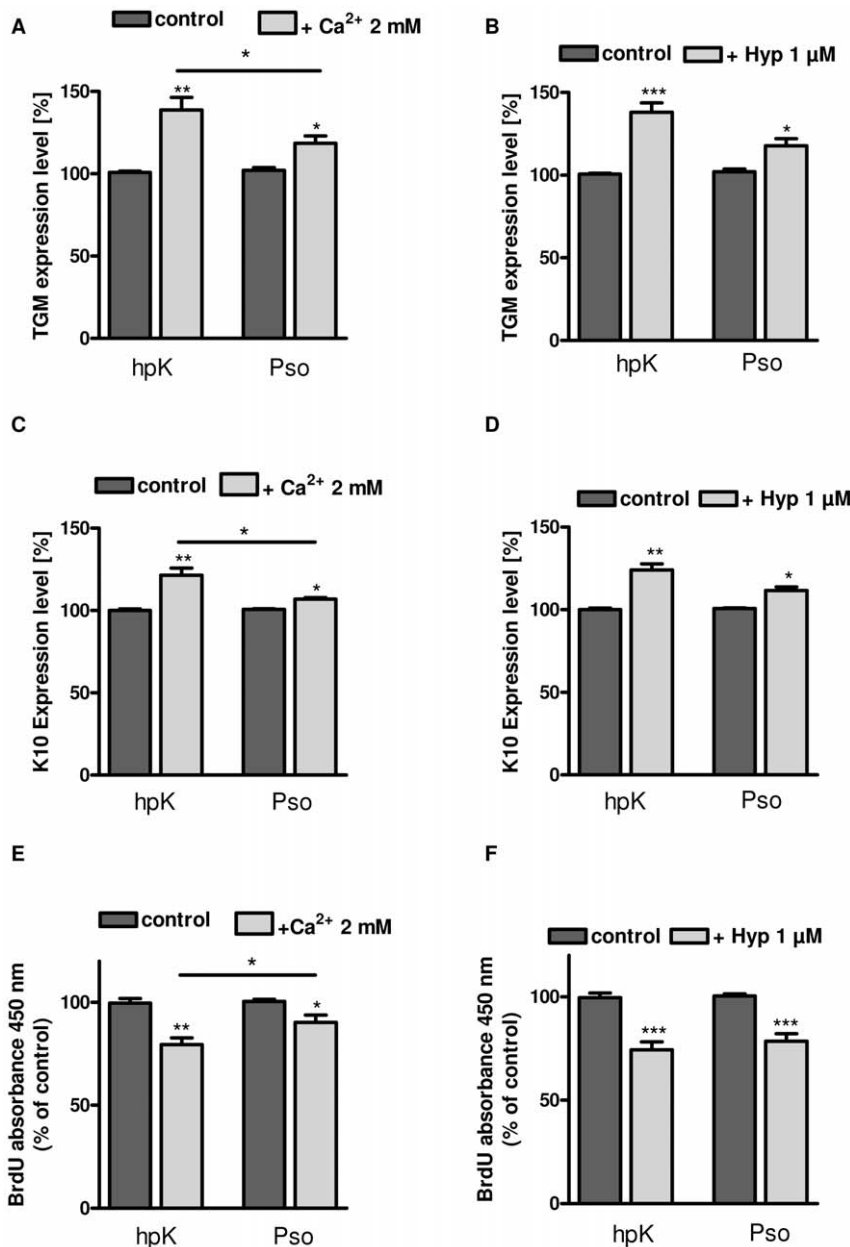 A
control + Ca²⁺ 2 mM
*
TGM expression level [%]
150
100
50
0
**
*
hpK Pso
B
control + Hyp 1 µM
TGM expression level [%]
150
100
50
0
***
*
hpK Pso
C
control + Ca²⁺ 2 mM
*
K10 Expression level [%]
150
100
50
0
**
*
hpK Pso
D
control + Hyp 1 µM
K10 Expression level [%]
150
100
50
0
**
*
hpK Pso
E
control +Ca²⁺ 2 mM
*
BrdU absorbance 450 nm
(% of control)
100
50
0
**
*
hpK Pso
F
control + Hyp 1 µM
BrdU absorbance 450 nm
(% of control)
100
50
0
***
***
hpK Pso